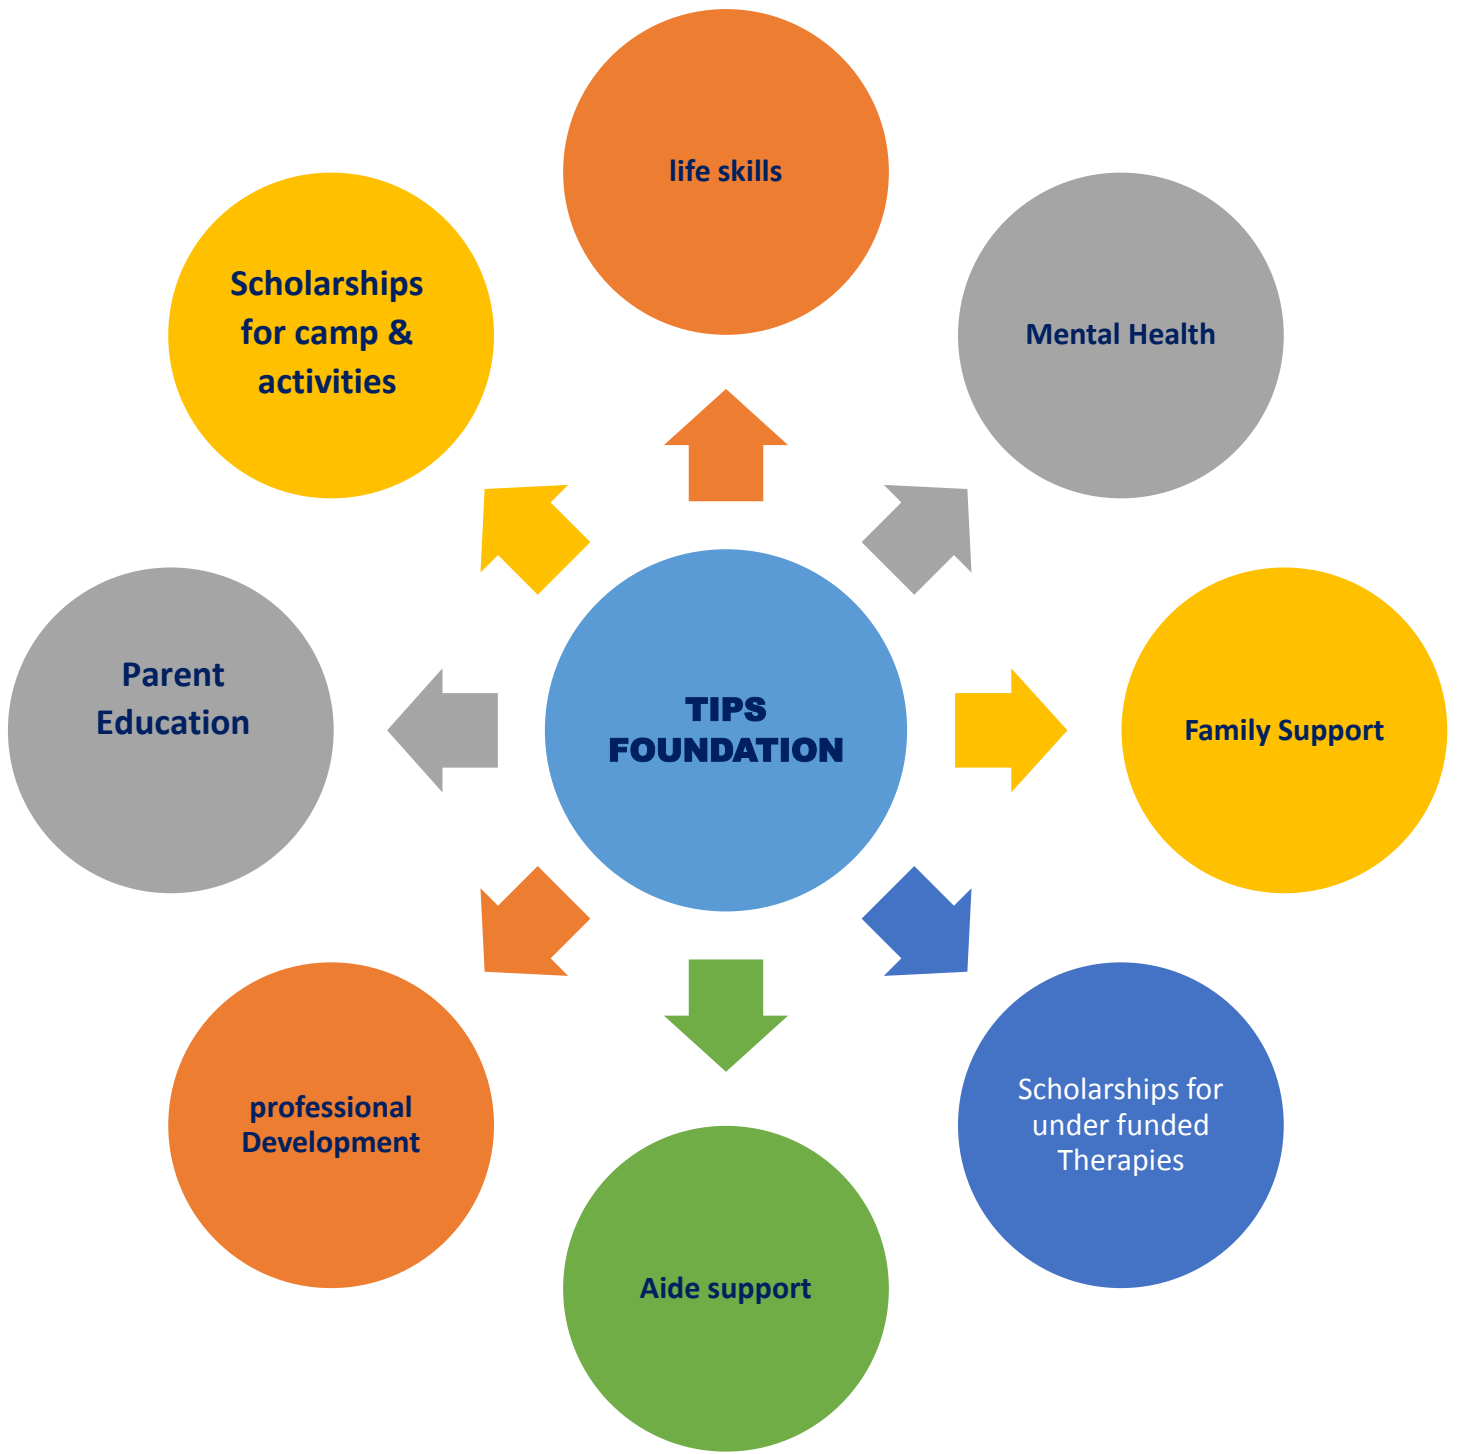 life skills
Mental Health
Family Support
Scholarships for
under funded
Therapies
Aide support
professional
Development
Parent
Education
Scholarships
for camp &
activities
TIPS
FOUNDATION